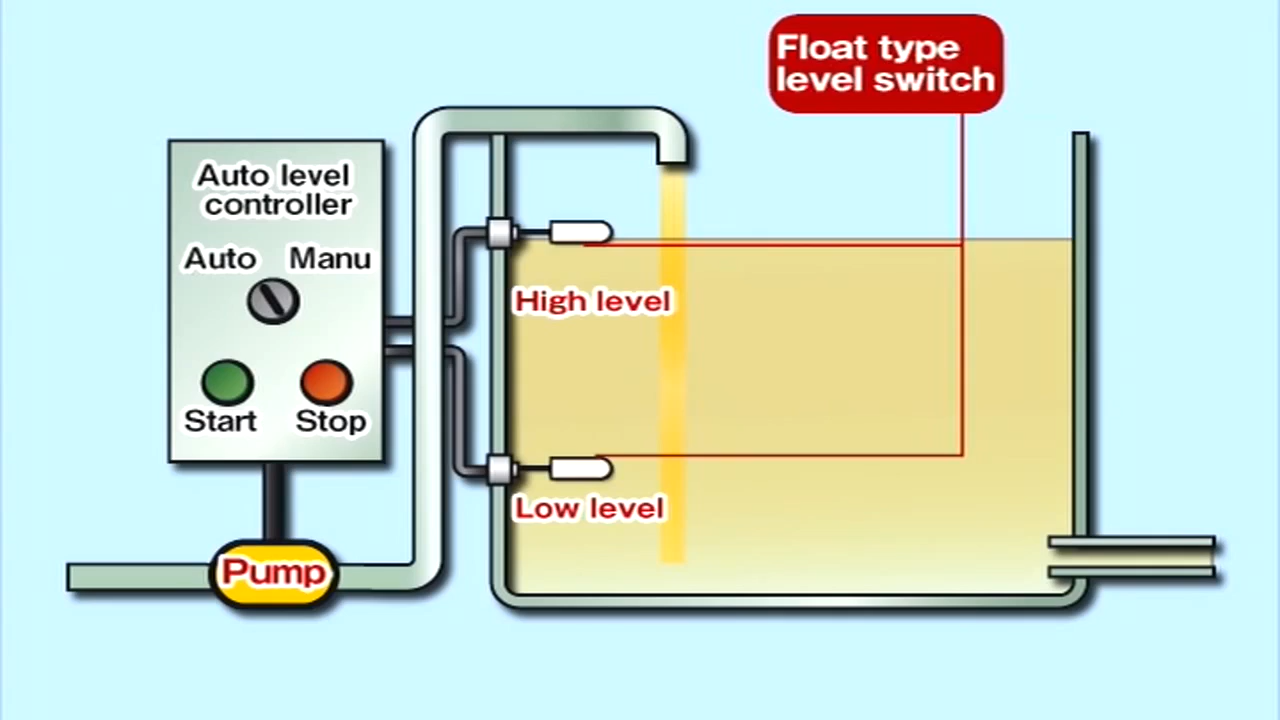 Float type
level switch
Auto level
controller
Auto Manu
High level
Start Stop
Low level
Pump